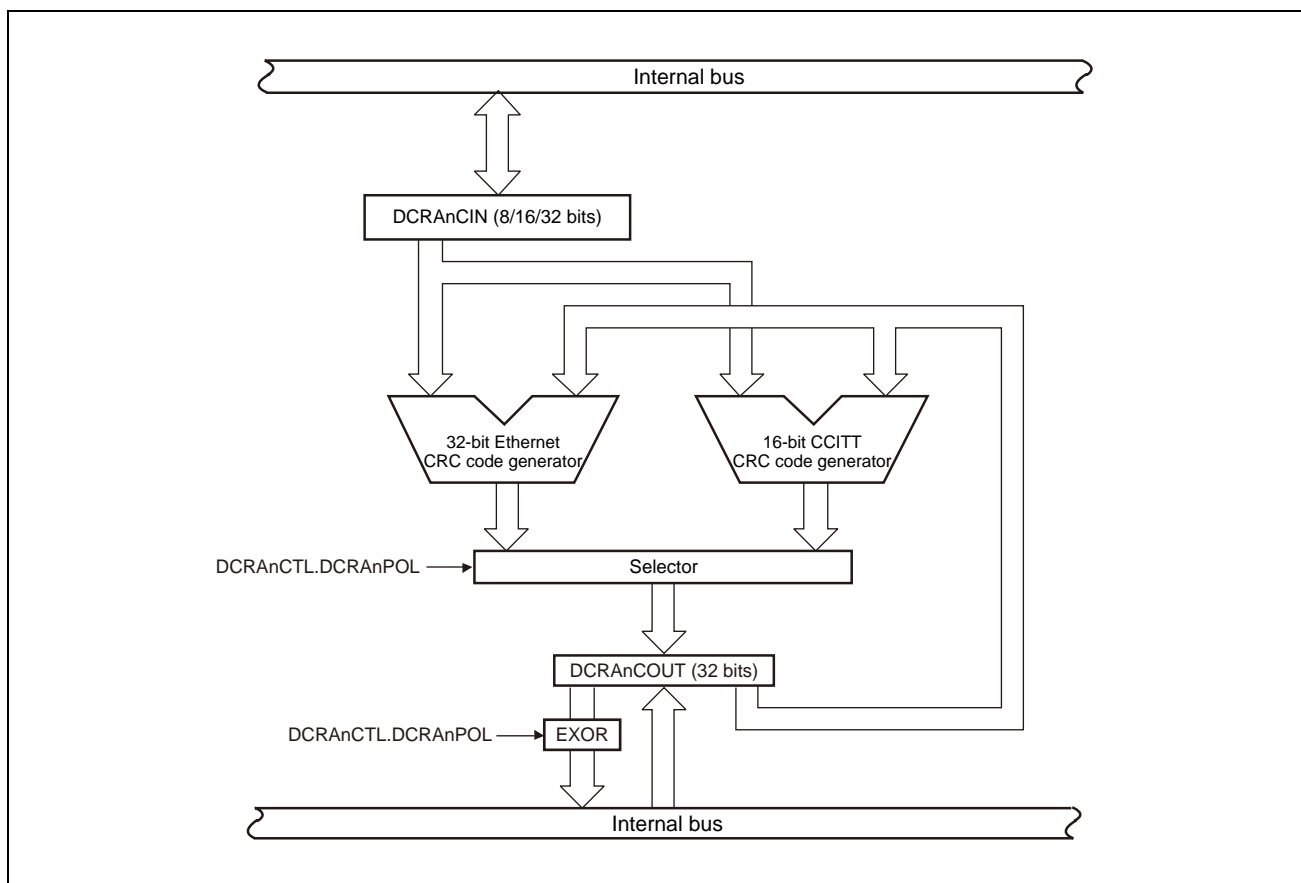 Internal bus
DCRAnCIN (8/16/32 bits)
32-bit Ethernet
CRC code generator
16-bit CCITT
CRC code generator
DCRAnCTL.DCRAnPOL
Selector
DCRAnCOUT (32 bits)
DCRAnCTL.DCRAnPOL
EXOR
Internal bus